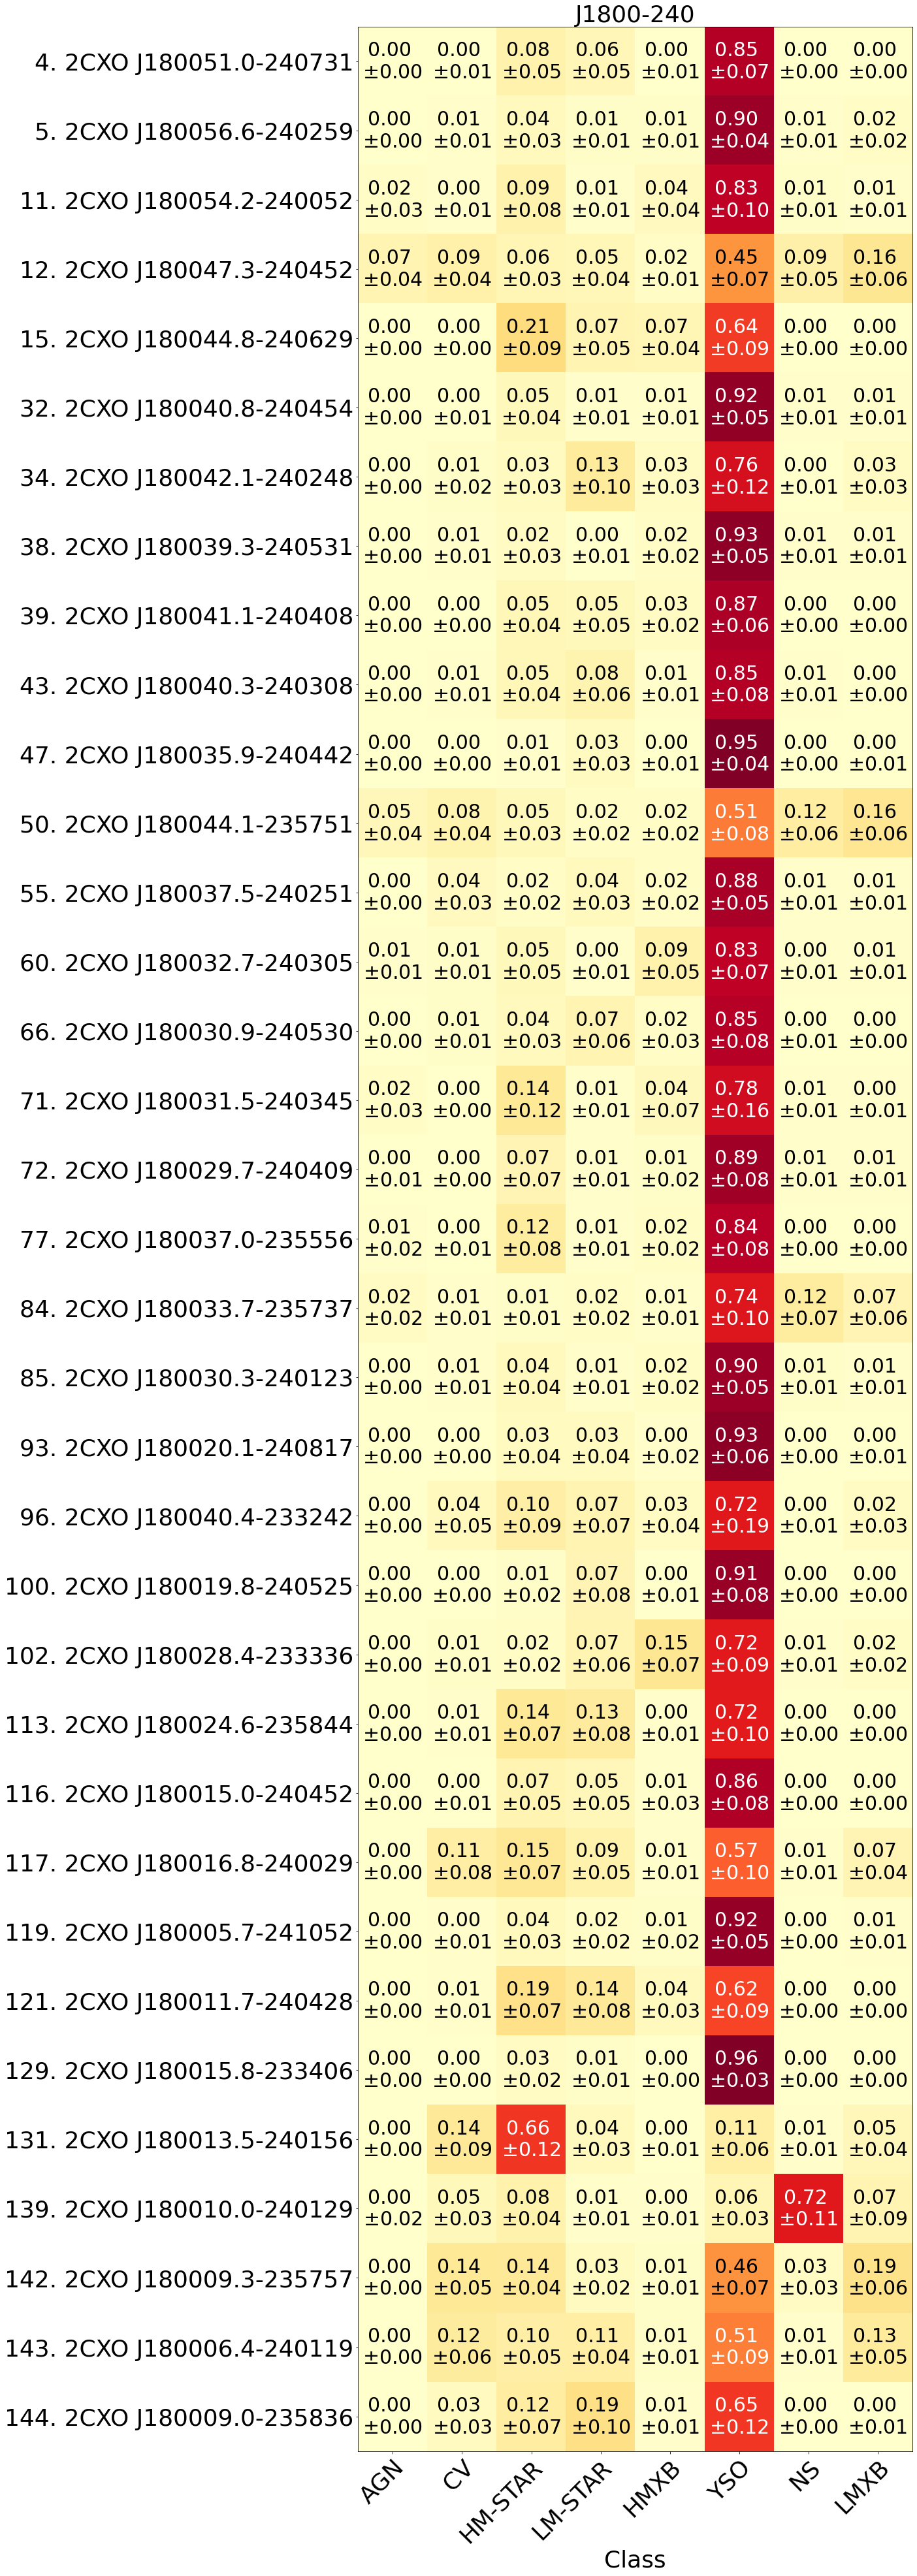 J1800-240
4. 2CXO J180051.0-240731 0.00 0.00 0.08 0.06 0.00 0.85 0.00 0.00
±0.00 ±0.01 ±0.05 ±0.05 ±0.01 ±0.07 ±0.00 ±0.00
5. 2CXO J180056.6-240259 0.00 0.01 0.04 0.01 0.01 0.90 0.01 0.02
±0.00 ±0.01 ±0.03 ±0.01 ±0.01 ±0.04 ±0.01 ±0.02
11. 2CXO J180054.2-240052 0.02 0.00 0.09 0.01 0.04 0.83 0.01 0.01
±0.03 ±0.01 ±0.08 ±0.01 ±0.04 ±0.10 ±0.01 ±0.01
12. 2CXO J180047.3-240452 0.07 0.09 0.06 0.05 0.02 0.45 0.09 0.16
±0.04 ±0.04 ±0.03 ±0.04 ±0.01 ±0.07 ±0.05 ±0.06
15. 2CXO J180044.8-240629 0.00 0.00 0.21 0.07 0.07 0.64 0.00 0.00
±0.00 ±0.00 ±0.09 ±0.05 ±0.04 ±0.09 ±0.00 ±0.00
32. 2CXO J180040.8-240454 0.00 0.00 0.05 0.01 0.01 0.92 0.01 0.01
±0.00 ±0.01 ±0.04 ±0.01 ±0.01 ±0.05 ±0.01 ±0.01
34. 2CXO J180042.1-240248 0.00 0.01 0.03 0.13 0.03 0.76 0.00 0.03
±0.00 ±0.02 ±0.03 ±0.10 ±0.03 ±0.12 ±0.01 ±0.03
38. 2CXO J180039.3-240531 0.00 0.01 0.02 0.00 0.02 0.93 0.01 0.01
±0.00 ±0.01 ±0.03 ±0.01 ±0.02 ±0.05 ±0.01 ±0.01
39. 2CXO J180041.1-240408 0.00 0.00 0.05 0.05 0.03 0.87 0.00 0.00
±0.00 ±0.00 ±0.04 ±0.05 ±0.02 ±0.06 ±0.00 ±0.00
43. 2CXO J180040.3-240308 0.00 0.01 0.05 0.08 0.01 0.85 0.01 0.00
±0.00 ±0.01 ±0.04 ±0.06 ±0.01 ±0.08 ±0.01 ±0.00
47. 2CXO J180035.9-240442 0.00 0.00 0.01 0.03 0.00 0.95 0.00 0.00
±0.00 ±0.00 ±0.01 ±0.03 ±0.01 ±0.04 ±0.00 ±0.01
50. 2CXO J180044.1-235751 0.05 0.08 0.05 0.02 0.02 0.51 0.12 0.16
±0.04 ±0.04 ±0.03 ±0.02 ±0.02 ±0.08 ±0.06 ±0.06
55. 2CXO J180037.5-240251 0.00 0.04 0.02 0.04 0.02 0.88 0.01 0.01
±0.00 ±0.03 ±0.02 ±0.03 ±0.02 ±0.05 ±0.01 ±0.01
60. 2CXO J180032.7-240305 0.01 0.01 0.05 0.00 0.09 0.83 0.00 0.01
±0.01 ±0.01 ±0.05 ±0.01 ±0.05 ±0.07 ±0.01 ±0.01
66. 2CXO J180030.9-240530 0.00 0.01 0.04 0.07 0.02 0.85 0.00 0.00
±0.00 ±0.01 ±0.03 ±0.06 ±0.03 ±0.08 ±0.01 ±0.00
71. 2CXO J180031.5-240345 0.02 0.00 0.14 0.01 0.04 0.78 0.01 0.00
±0.03 ±0.00 ±0.12 ±0.01 ±0.07 ±0.16 ±0.01 ±0.01
72. 2CXO J180029.7-240409 0.00 0.00 0.07 0.01 0.01 0.89 0.01 0.01
±0.01 ±0.00 ±0.07 ±0.01 ±0.02 ±0.08 ±0.01 ±0.01
77. 2CXO J180037.0-235556 0.01 0.00 0.12 0.01 0.02 0.84 0.00 0.00
±0.02 ±0.01 ±0.08 ±0.01 ±0.02 ±0.08 ±0.00 ±0.00
84. 2CXO J180033.7-235737 0.02 0.01 0.01 0.02 0.01 0.74 0.12 0.07
±0.02 ±0.01 ±0.01 ±0.02 ±0.01 ±0.10 ±0.07 ±0.06
85. 2CXO J180030.3-240123 0.00 0.01 0.04 0.01 0.02 0.90 0.01 0.01
±0.00 ±0.01 ±0.04 ±0.01 ±0.02 ±0.05 ±0.01 ±0.01
93. 2CXO J180020.1-240817 0.00 0.00 0.03 0.03 0.00 0.93 0.00 0.00
±0.00 ±0.00 ±0.04 ±0.04 ±0.02 ±0.06 ±0.00 ±0.01
96. 2CXO J180040.4-233242 0.00 0.04 0.10 0.07 0.03 0.72 0.00 0.02
±0.00 ±0.05 ±0.09 ±0.07 ±0.04 ±0.19 ±0.01 ±0.03
100. 2CXO J180019.8-240525 0.00 0.00 0.01 0.07 0.00 0.91 0.00 0.00
±0.00 ±0.00 ±0.02 ±0.08 ±0.01 ±0.08 ±0.00 ±0.00
102. 2CXO J180028.4-233336 0.00 0.01 0.02 0.07 0.15 0.72 0.01 0.02
±0.00 ±0.01 ±0.02 ±0.06 ±0.07 ±0.09 ±0.01 ±0.02
113. 2CXO J180024.6-235844 0.00 0.01 0.14 0.13 0.00 0.72 0.00 0.00
±0.00 ±0.01 ±0.07 ±0.08 ±0.01 ±0.10 ±0.00 ±0.00
116. 2CXO J180015.0-240452 0.00 0.00 0.07 0.05 0.01 0.86 0.00 0.00
±0.00 ±0.01 ±0.05 ±0.05 ±0.03 ±0.08 ±0.00 ±0.00
117. 2CXO J180016.8-240029 0.00 0.11 0.15 0.09 0.01 0.57 0.01 0.07
±0.00 ±0.08 ±0.07 ±0.05 ±0.01 ±0.10 ±0.01 ±0.04
119. 2CXO J180005.7-241052 0.00 0.00 0.04 0.02 0.01 0.92 0.00 0.01
±0.00 ±0.01 ±0.03 ±0.02 ±0.02 ±0.05 ±0.00 ±0.01
121. 2CXO J180011.7-240428 0.00 0.01 0.19 0.14 0.04 0.62 0.00 0.00
±0.00 ±0.01 ±0.07 ±0.08 ±0.03 ±0.09 ±0.00 ±0.00
129. 2CXO J180015.8-233406 0.00 0.00 0.03 0.01 0.00 0.96 0.00 0.00
±0.00 ±0.00 ±0.02 ±0.01 ±0.00 ±0.03 ±0.00 ±0.00
131. 2CXO J180013.5-240156 0.00 0.14 0.66 0.04 0.00 0.11 0.01 0.05
±0.00 ±0.09 ±0.12 ±0.03 ±0.01 ±0.06 ±0.01 ±0.04
139. 2CXO J180010.0-240129 0.00 0.05 0.08 0.01 0.00 0.06 0.72 0.07
±0.02 ±0.03 ±0.04 ±0.01 ±0.01 ±0.03 ±0.11 ±0.09
142. 2CXO J180009.3-235757 0.00 0.14 0.14 0.03 0.01 0.46 0.03 0.19
±0.00 ±0.05 ±0.04 ±0.02 ±0.01 ±0.07 ±0.03 ±0.06
143. 2CXO J180006.4-240119 0.00 0.12 0.10 0.11 0.01 0.51 0.01 0.13
±0.00 ±0.06 ±0.05 ±0.04 ±0.01 ±0.09 ±0.01 ±0.05
144. 2CXO J180009.0-235836 0.00 0.03 0.12 0.19 0.01 0.65 0.00 0.00
±0.00 ±0.03 ±0.07 ±0.10 ±0.01 ±0.12 ±0.00 ±0.01
AGN CV HM-STAR LM-STAR HMXB YSO NS LMXB
Class